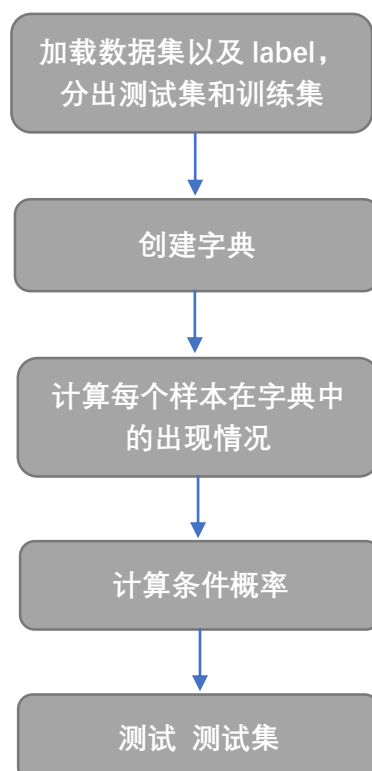 加载数据集以及 label，
分出测试集和训练集
创建字典
计算每个样本在字典中
的出现情况
计算条件概率
测试 测试集